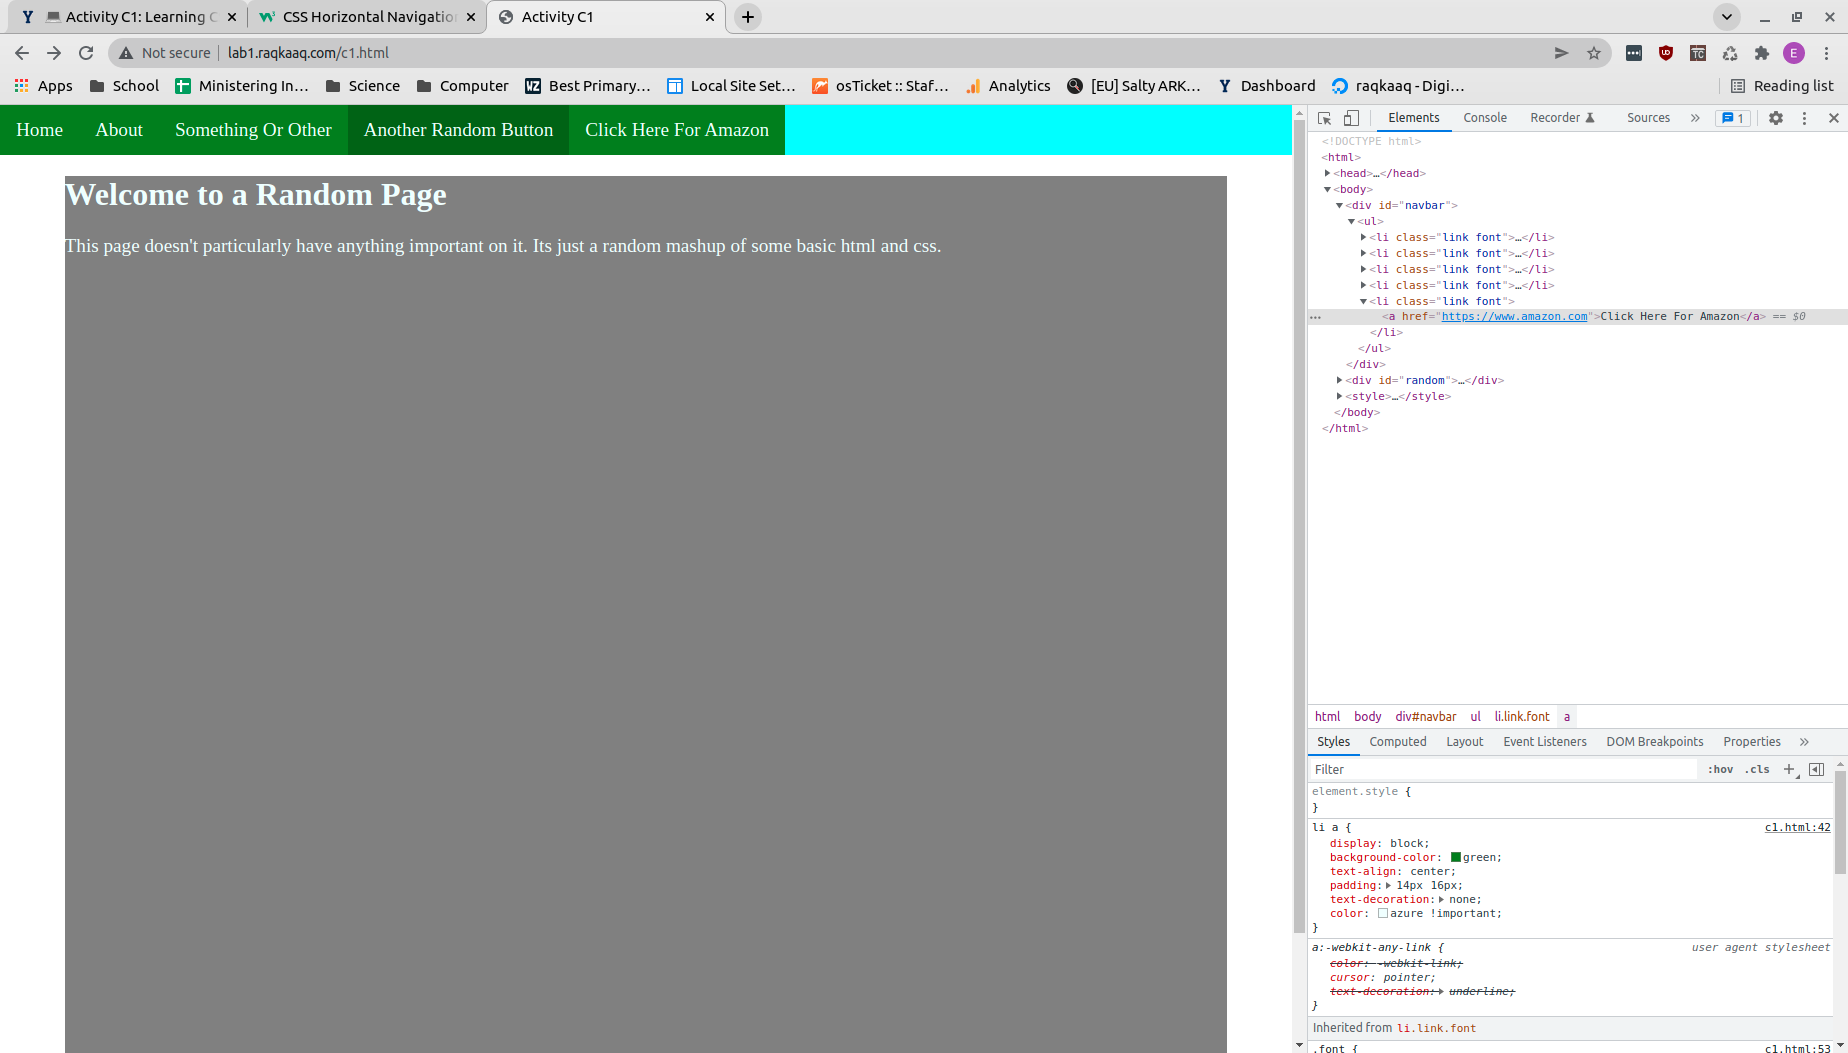 Activity C1: Learning C
CSS Horizontal Navigation
Activity C1
Not secure
lab1.raqkaaq.com/c1.html
E
Apps
School
Ministering In...
Science
Computer
Best Primary...
Local Site Set...
osTicket :: Staf...
Analytics
[EU] Salty ARK...
Dashboard
raqkaaq - Digi...
Reading list
Home
About
Something Or Other
Another Random Button
Click Here For Amazon
Welcome to a Random Page
This page doesn't particularly have anything important on it. Its just a random mashup of some basic html and css.
Elements
Console
Recorder
Sources
»
1
<!DOCTYPE html>
<html>
<head>…</head>
<body>
<div id="navbar">
<ul>
<li class="link font">…</li>
<li class="link font">…</li>
<li class="link font">…</li>
<li class="link font">…</li>
<li class="link font">
<a href="https://www.amazon.com">Click Here For Amazon</a> == $0
</li>
</ul>
</div>
<div id="random">…</div>
<style>…</style>
</body>
</html>
html body div#navbar ul li.link.font a
Styles
Computed
Layout
Event Listeners
DOM Breakpoints
Properties
»
Filter
:hov .cls
element.style {
}
li a { c1.html:42
display: block;
background-color: green;
text-align: center;
padding: 14px 16px;
text-decoration: none;
color: azure !important;
}
a:-webkit-any-link { user agent stylesheet
color: -webkit-link;
cursor: pointer;
text-decoration: underline;
}
Inherited from li.link.font
.font { c1.html:53